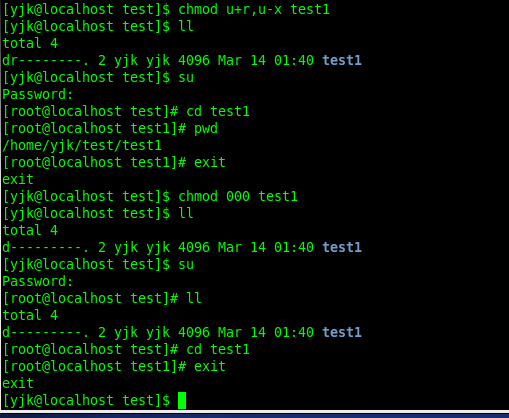 [yjk@localhost test]$ chmod u+r,u-x test1
[yjk@localhost test]$ ll
total 4
dr--------. 2 yjk yjk 4096 Mar 14 01:40 test1
[yjk@localhost test]$ su
Password:
[root@localhost test]# cd test1
[root@localhost test1]# pwd
/home/yjk/test/test1
[root@localhost test1]# exit
exit
[yjk@localhost test]$ chmod 000 test1
[yjk@localhost test]$ ll
total 4
d---------. 2 yjk yjk 4096 Mar 14 01:40 test1
[yjk@localhost test]$ su
Password:
[root@localhost test]# ll
total 4
d---------. 2 yjk yjk 4096 Mar 14 01:40 test1
[root@localhost test]# cd test1
[root@localhost test1]# exit
exit
[yjk@localhost test]$